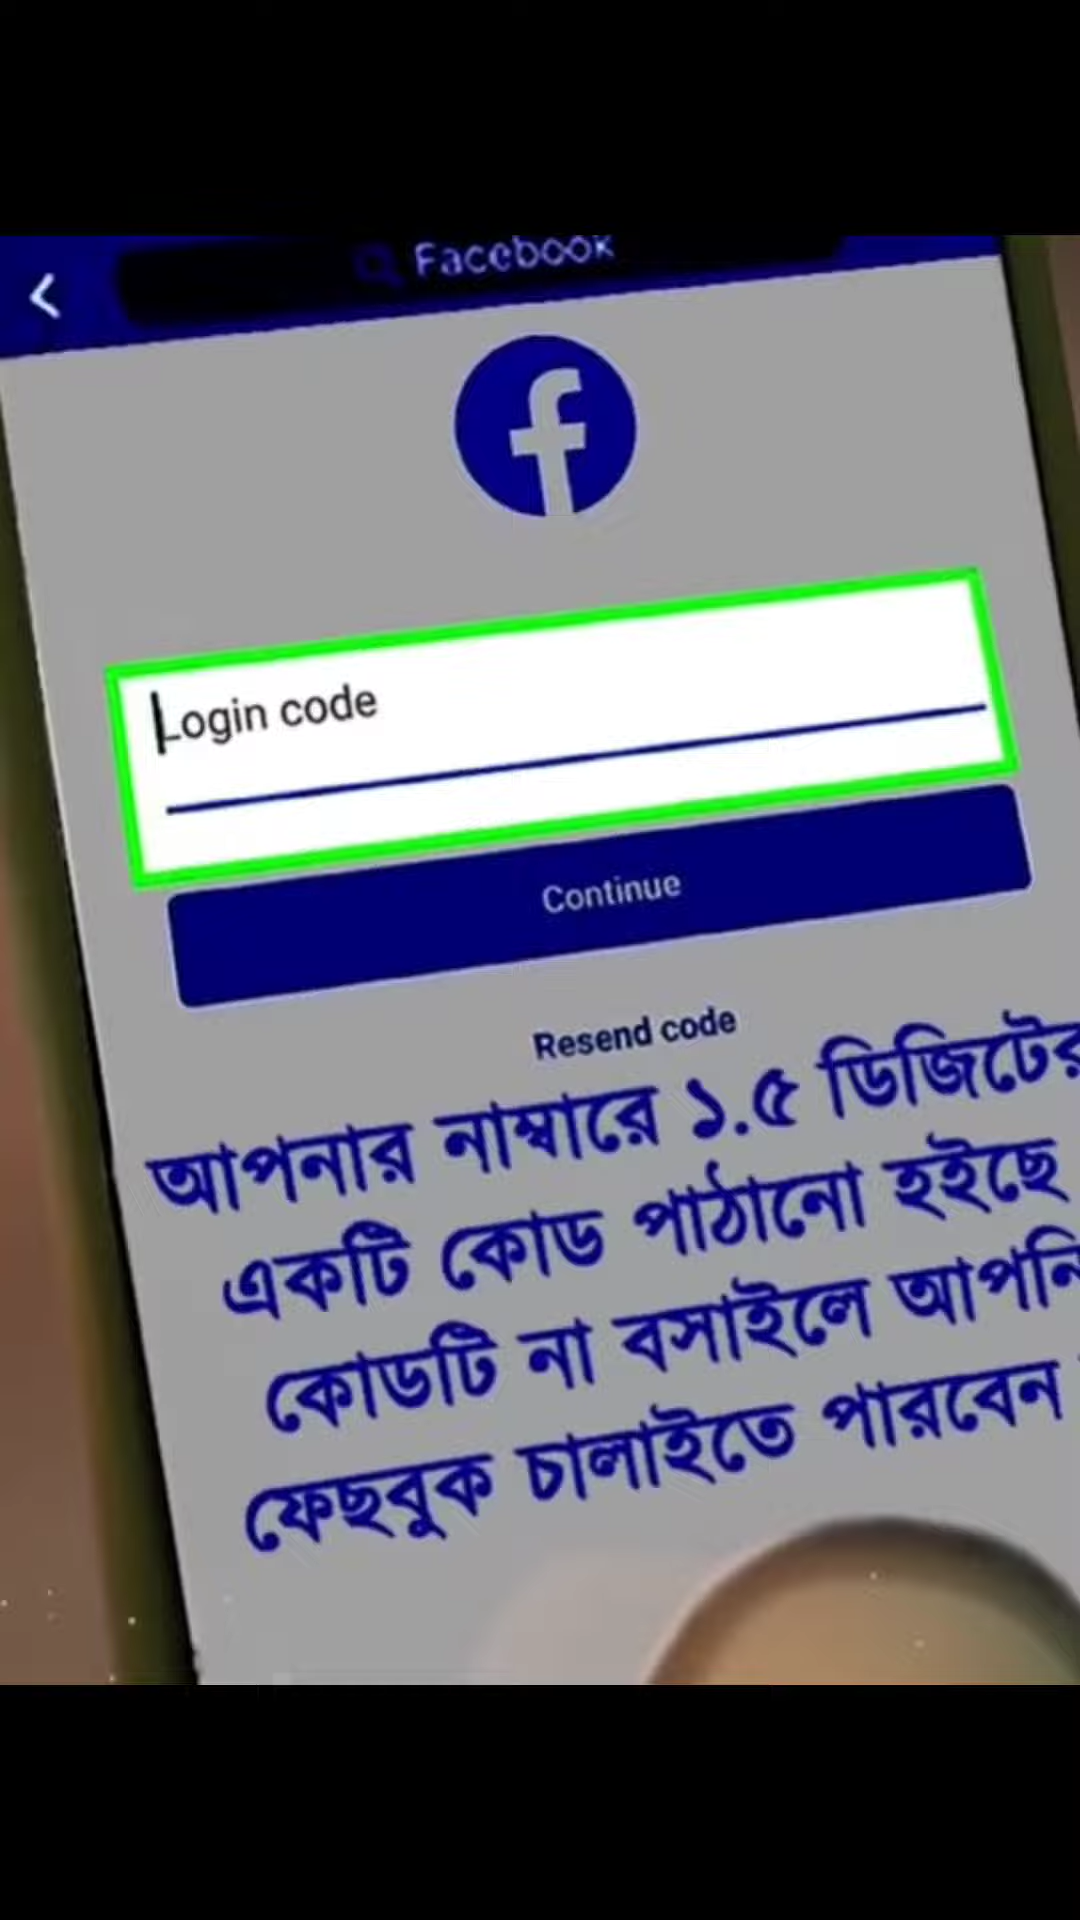 Facebook
Login code
Continue
Resend code
আপনার নাম্বারে ১.৫ ডিজিটের
একটি কোড পাঠানো হইছে
কোডটি না বসাইলে আপনি
ফেছবুক চালাইতে পারবেন